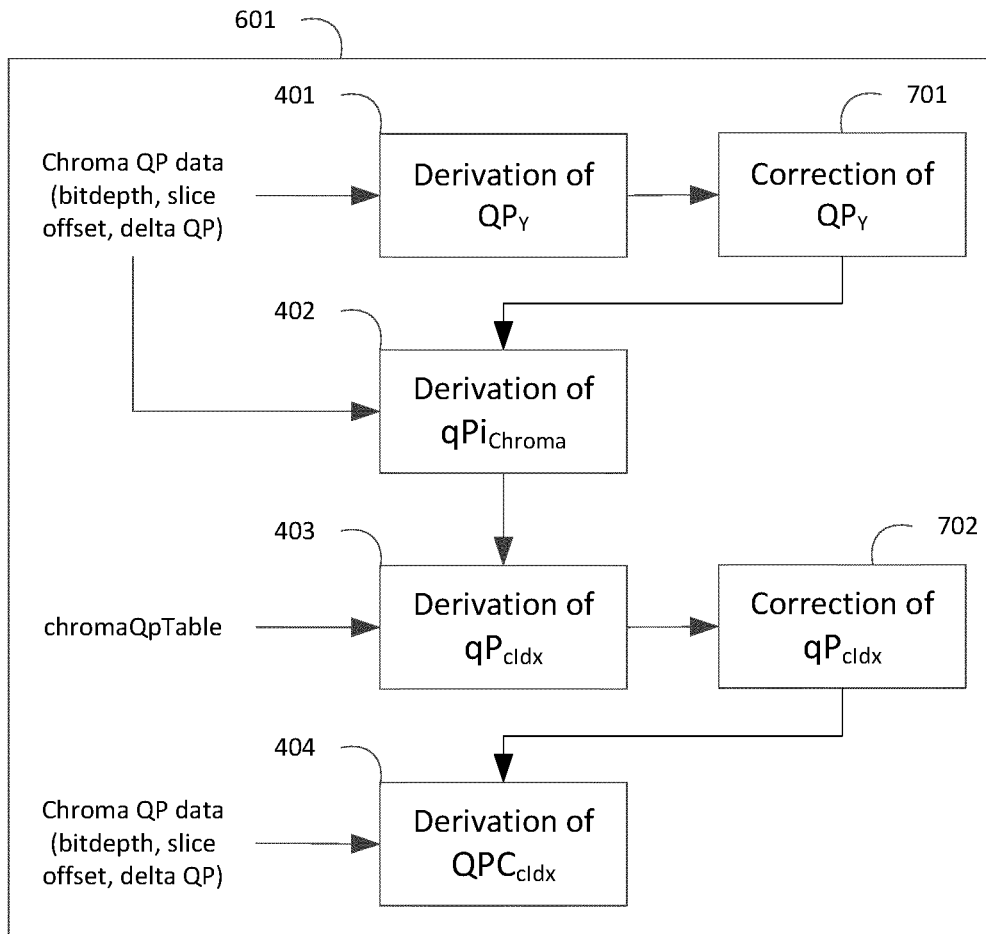 601
401
701
Chroma QP data
(bitdepth, slice
offset, delta QP)
Derivation of
QPY
Correction of
QPY
402
Derivation of
qPiChroma
403
702
chromaQpTable
Derivation of
qPcIdx
Correction of
qPcIdx
404
Chroma QP data
(bitdepth, slice
offset, delta QP)
Derivation of
QPCcIdx